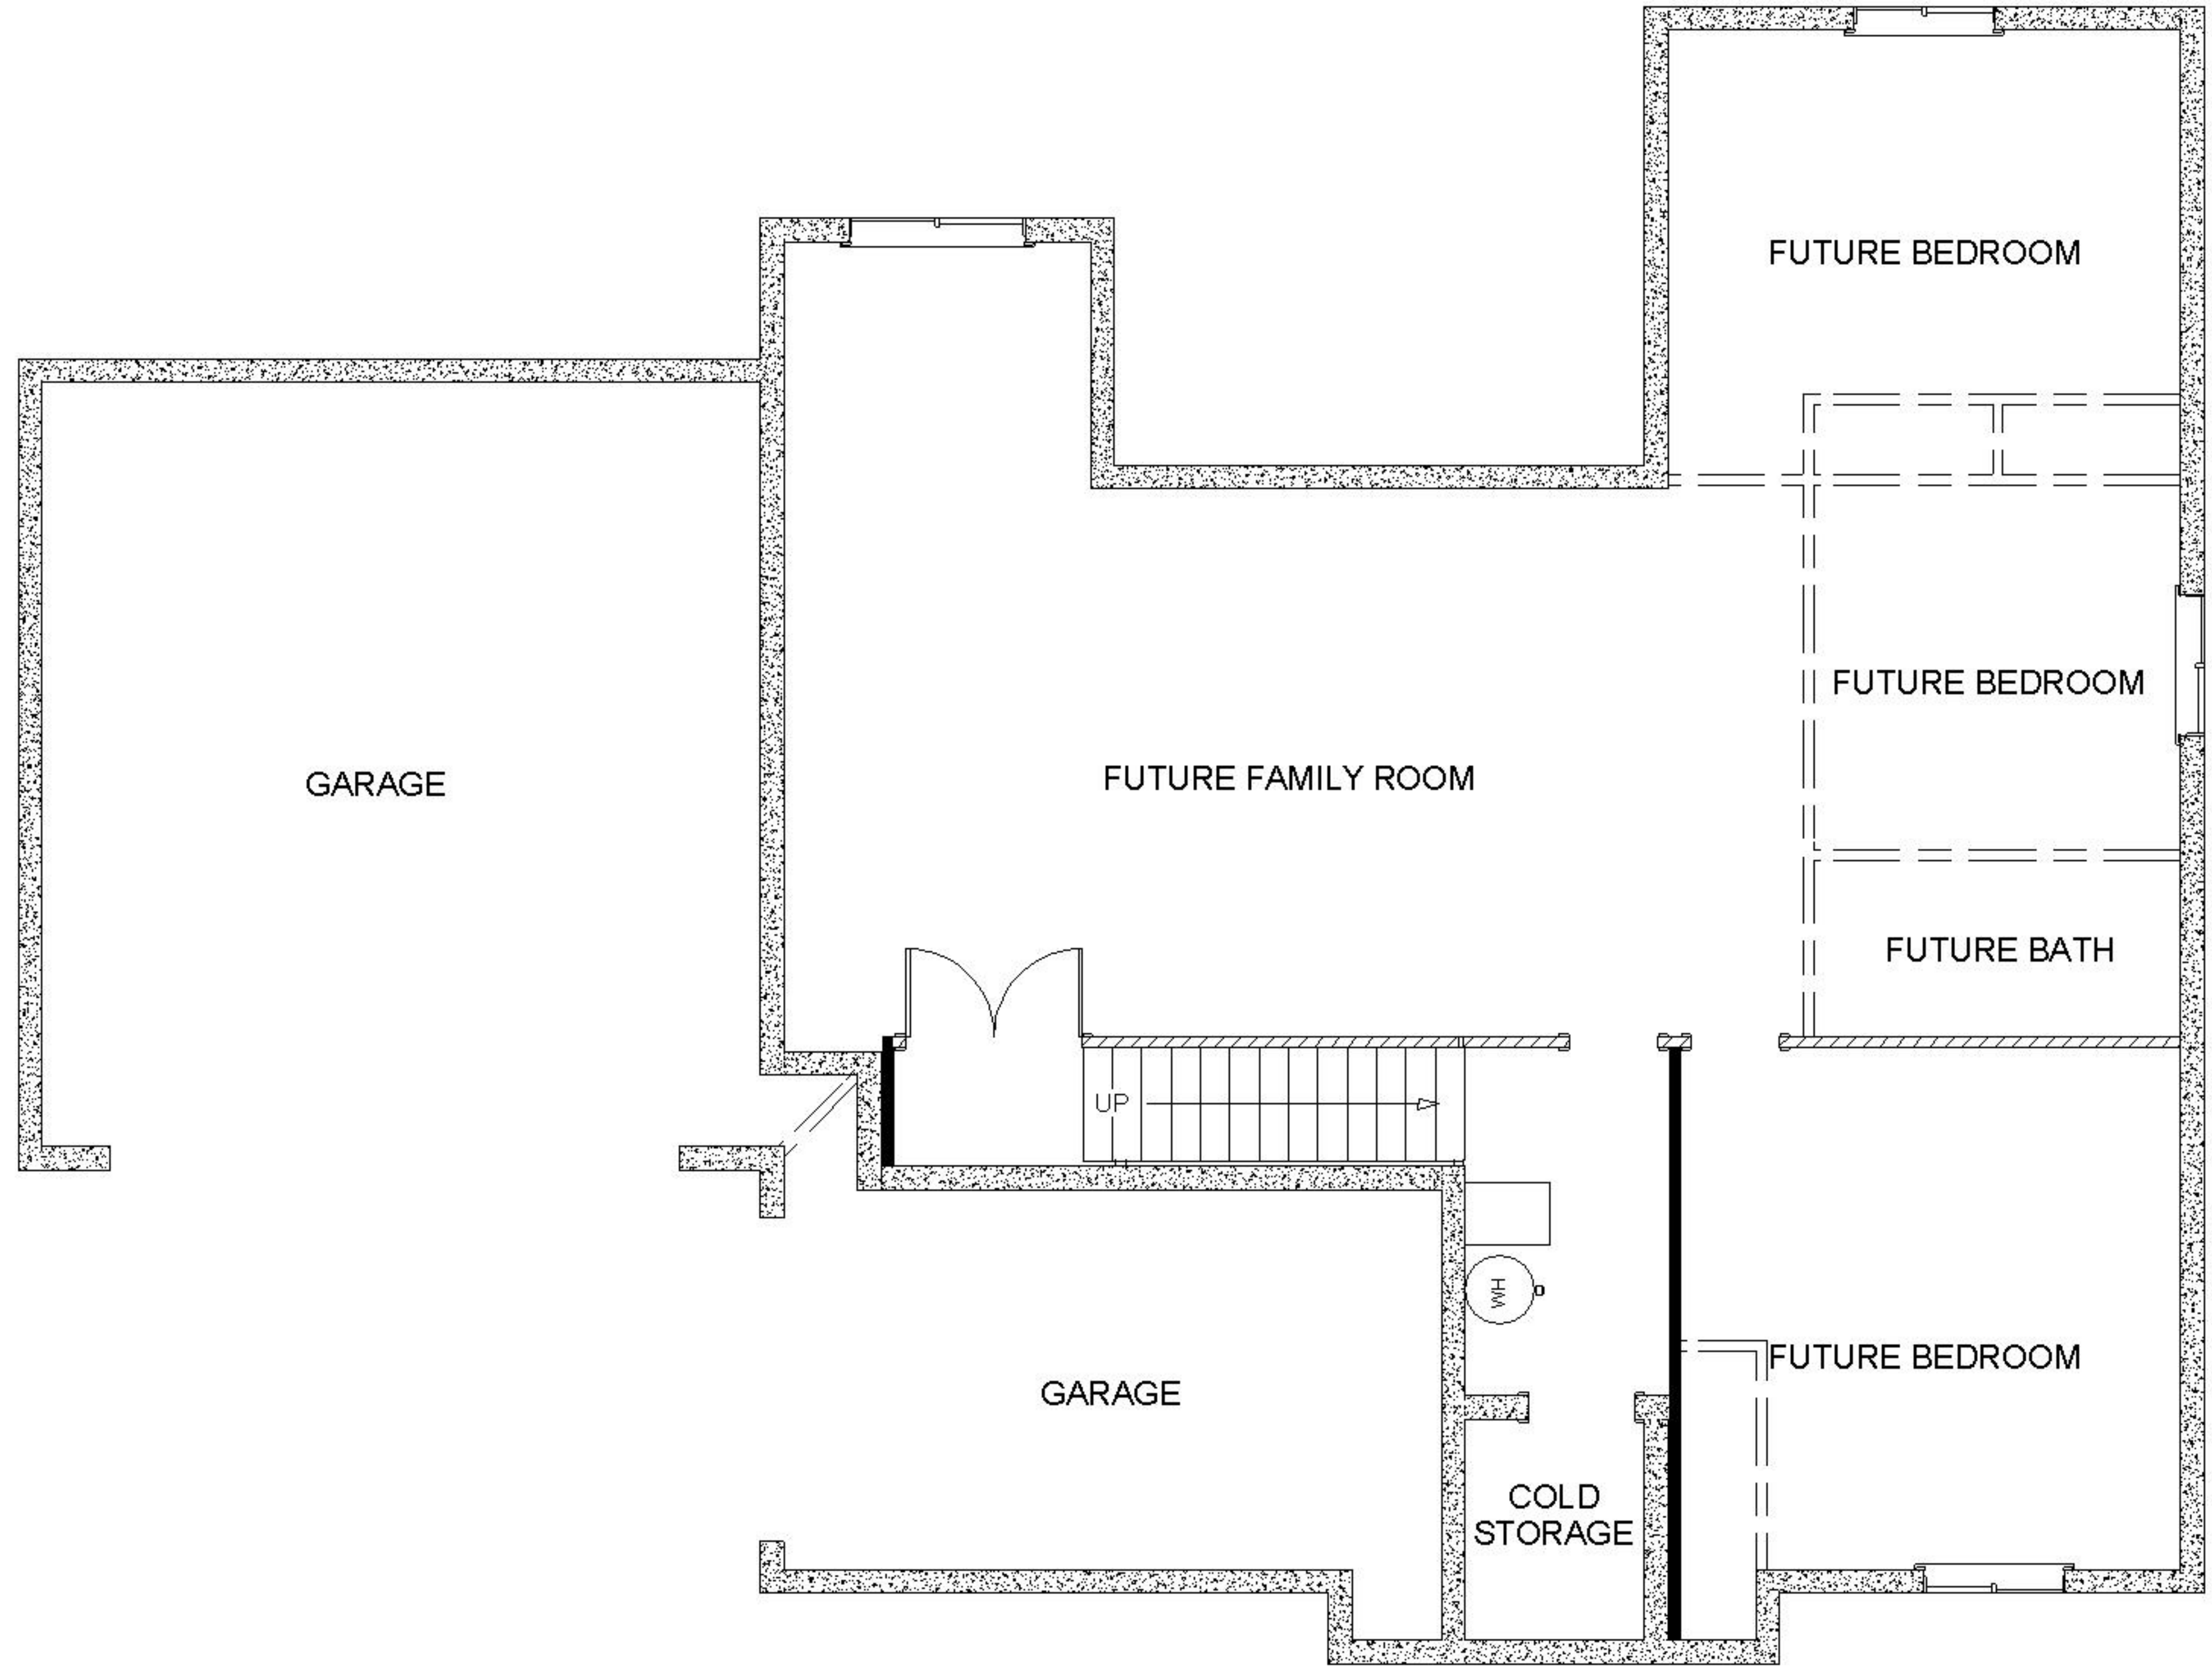 FUTURE BEDROOM
FUTURE BEDROOM
GARAGE
FUTURE FAMILY ROOM
FUTURE BATH
UP
WH
FUTURE BEDROOM
GARAGE
COLD
STORAGE